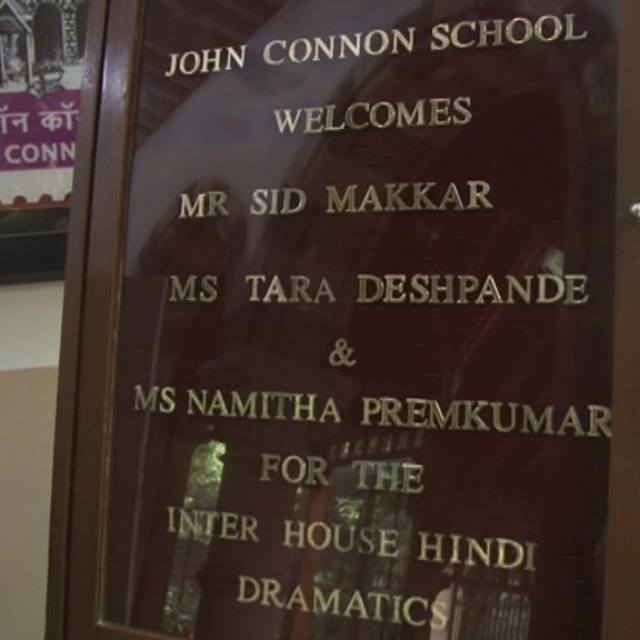 JOHN CONNON SCHOOL
WELCOMES
MR SID MAKKAR
MS TARA DESHPANDE
&
MS NAMITHA PREMKUMAR
FOR THE
INTER HOUSE HINDI
DRAMATICS
CONN